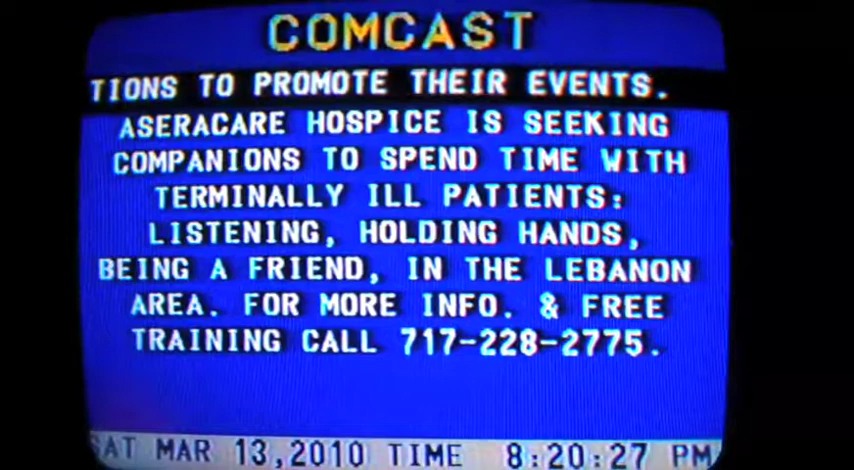 COMCAST
TIONS TO PROMOTE THEIR EVENTS.
ASERACARE HOSPICE IS SEEKING
COMPANIONS TO SPEND TIME WITH
TERMINALLY ILL PATIENTS:
LISTENING, HOLDING HANDS,
BEING A FRIEND, IN THE LEBANON
AREA. FOR MORE INFO. & FREE
TRAINING CALL 717-228-2775.
SAT MAR 13,2010 TIME 8:20:27 PM